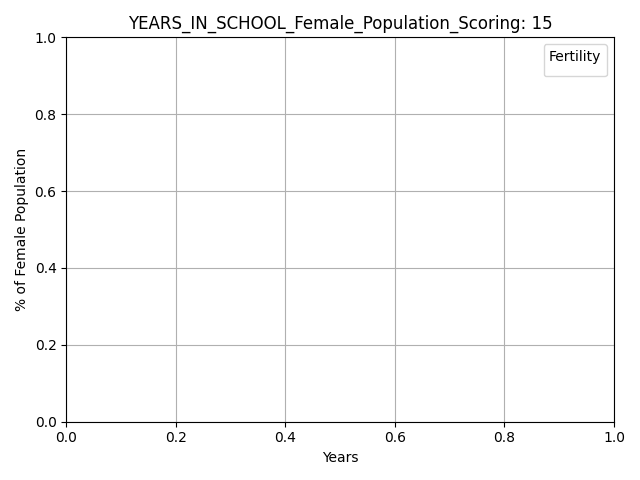 YEARS_IN_SCHOOL_Female_Population_Scoring: 15
Fertility
1.0
0.8
0.6
0.4
0.2
0.0
% of Female Population
0.0 0.2 0.4 0.6 0.8 1.0
Years